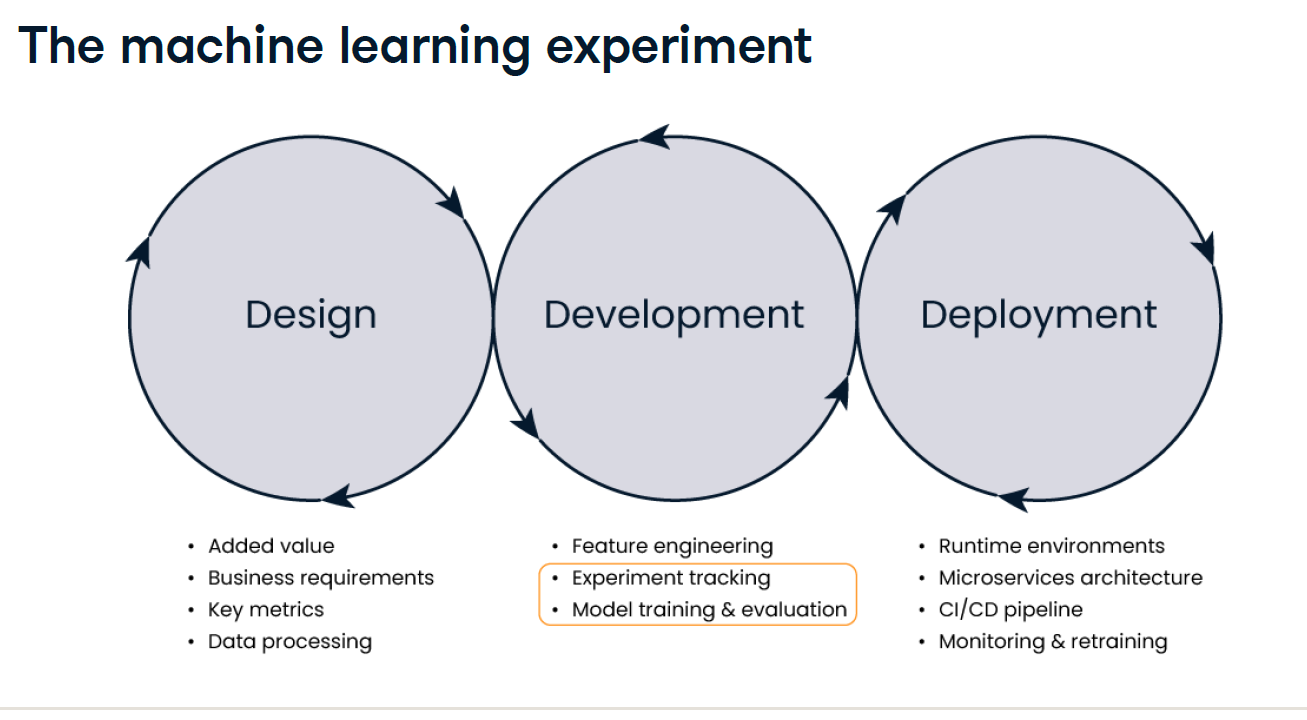 The machine learning experiment
Design
Development
Deployment
• Added value
• Business requirements
• Key metrics
• Data processing
• Feature engineering
• Experiment tracking
• Model training & evaluation
• Runtime environments
• Microservices architecture
• CI/CD pipeline
• Monitoring & retraining